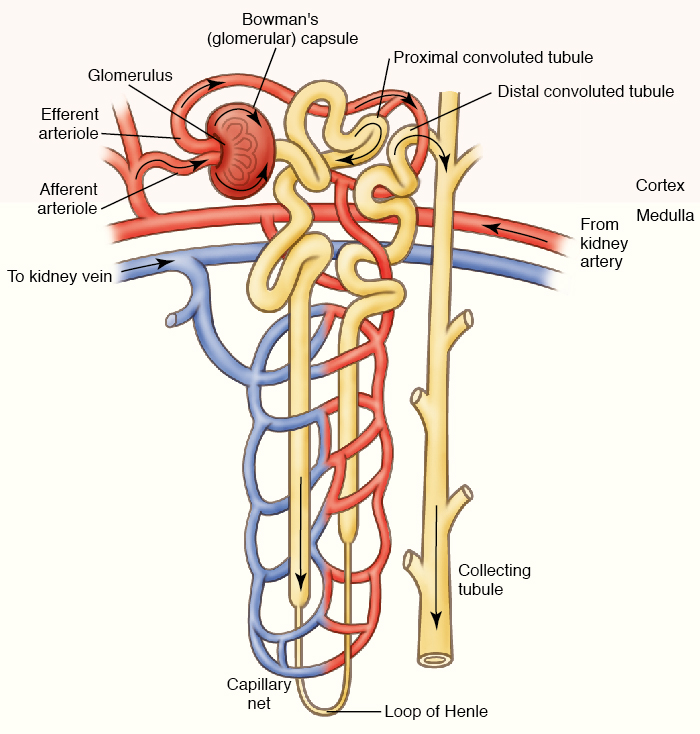 Bowman's
(glomerular) capsule
Proximal convoluted tubule
Glomerulus
Distal convoluted tubule
Efferent
arteriole
Afferent
arteriole
Cortex
Medulla
From
kidney
artery
To kidney vein
Collecting
tubule
Capillary
net
Loop of Henle